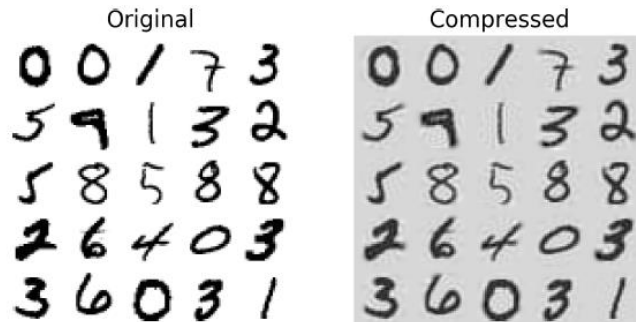 Original Compressed
0 0 1 7 3 0 0 1 7 3
5 9 1 3 2 5 9 1 3 2
5 8 5 8 8 5 8 5 8 8
2 6 4 0 3 2 6 4 0 3
3 6 0 3 1 3 6 0 3 1